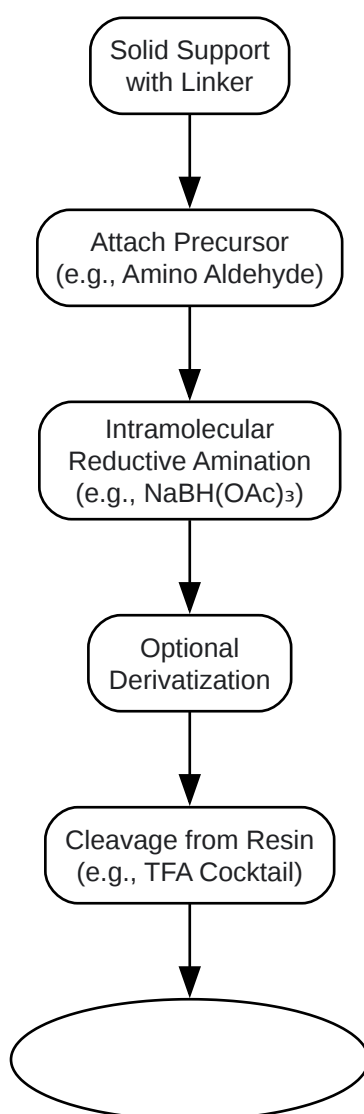 Solid Support
with Linker
Attach Precursor
(e.g., Amino Aldehyde)
Intramolecular
Reductive Amination
(e.g., NaBH(OAc)₃)
Optional
Derivatization
Cleavage from Resin
(e.g., TFA Cocktail)